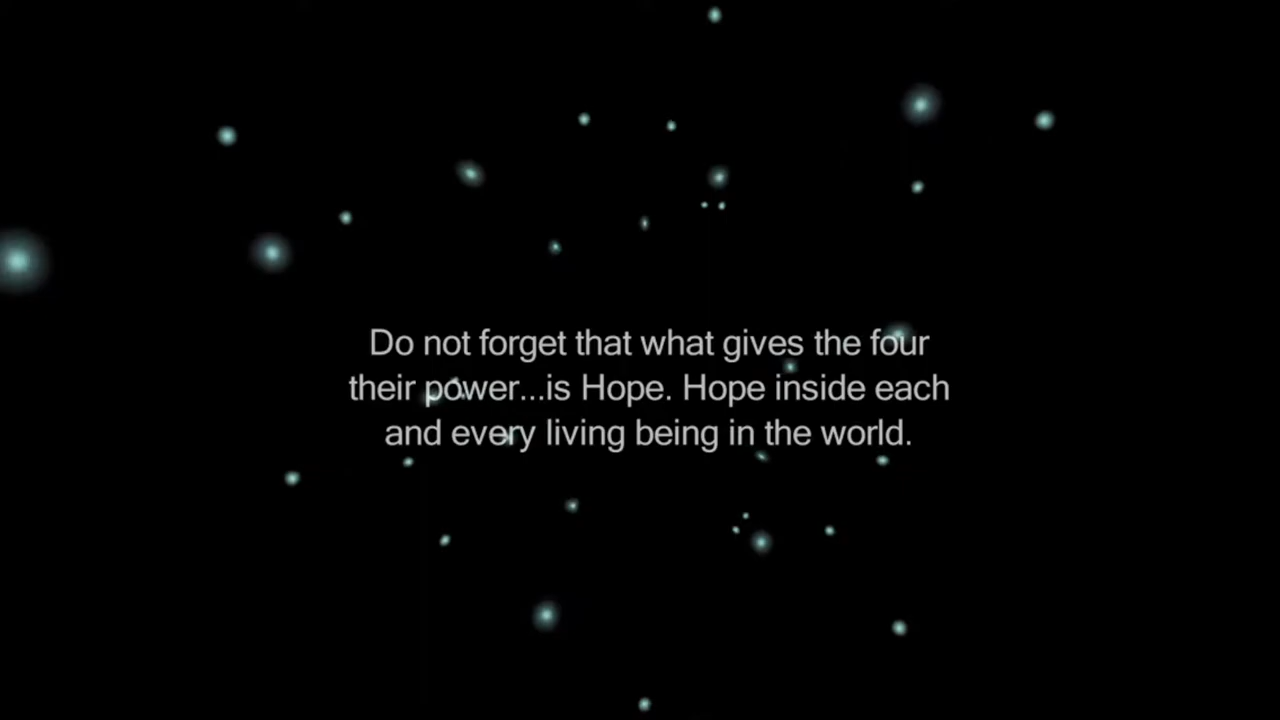 Do not forget that what gives the four
their power...is Hope. Hope inside each
and every living being in the world.